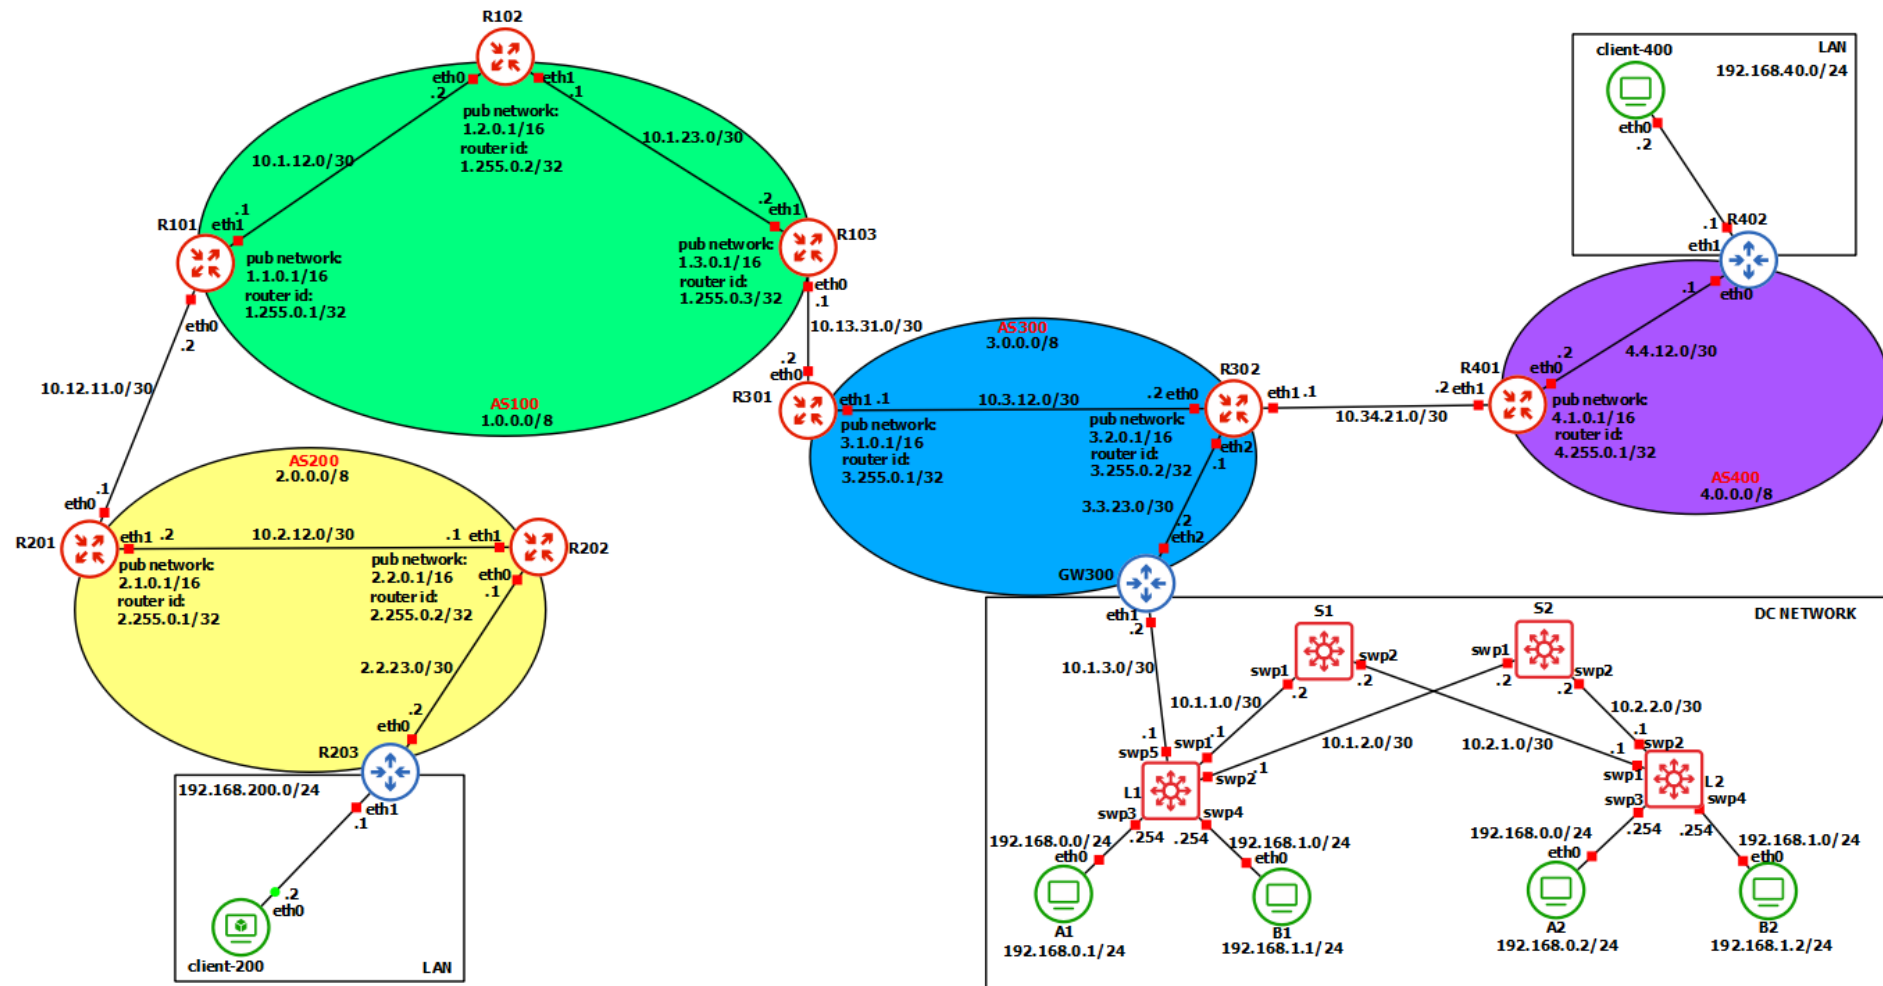 R102
eth0
.2
eth1
.1
pub network:
1.2.0.1/16
router id:
1.255.0.2/32
10.1.12.0/30
10.1.23.0/30
R101
.1
eth1
pub network:
1.1.0.1/16
router id:
1.255.0.1/32
eth0
.2
.2
eth1
R103
pub network:
1.3.0.1/16
router id:
1.255.0.3/32
eth0
.1
AS100
1.0.0.0/8
10.12.11.0/30
10.13.31.0/30
client-400
LAN
192.168.40.0/24
eth0
.2
.1
R402
eth1
.1
eth0
4.4.12.0/30
R401
.2
eth0
.2
eth1
pub network:
4.1.0.1/16
router id:
4.255.0.1/32
AS400
4.0.0.0/8
10.34.21.0/30
AS300
3.0.0.0/8
.2
eth0
R301
eth1
.1
10.3.12.0/30
pub network:
3.1.0.1/16
router id:
3.255.0.1/32
R302
.2
eth0
eth1
.1
pub network:
3.2.0.1/16
router id:
3.255.0.2/32
eth2
.1
3.3.23.0/30
.2
eth2
GW300
AS200
2.0.0.0/8
.1
eth0
R201
eth1
.2
10.2.12.0/30
.1
eth1
R202
pub network:
2.1.0.1/16
router id:
2.255.0.1/32
pub network:
2.2.0.1/16
router id:
2.255.0.2/32
eth0
.1
2.2.23.0/30
.2
eth0
R203
192.168.200.0/24
eth1
.1
.2
eth0
client-200
LAN
DC NETWORK
eth1
.2
10.1.3.0/30
S1
swp1
.2
swp2
.2
S2
swp1
.2
swp2
.2
10.1.1.0/30
10.1.2.0/30
10.2.1.0/30
10.2.2.0/30
.1
swp5
swp1
.1
swp2
.1
L1
swp3
.254
swp4
.254
.1
swp2
.1
swp1
L2
swp3
.254
swp4
.254
192.168.0.0/24
eth0
192.168.1.0/24
eth0
192.168.0.0/24
eth0
192.168.1.0/24
eth0
A1
192.168.0.1/24
B1
192.168.1.1/24
A2
192.168.0.2/24
B2
192.168.1.2/24